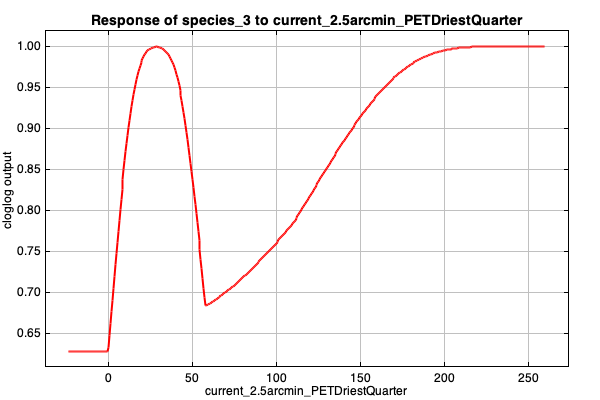 Response of species_3 to current_2.5arcmin_PETDriestQuarter
cloglog output
1.00
0.95
0.90
0.85
0.80
0.75
0.70
0.65
0 50 100 150 200 250
current_2.5arcmin_PETDriestQuarter